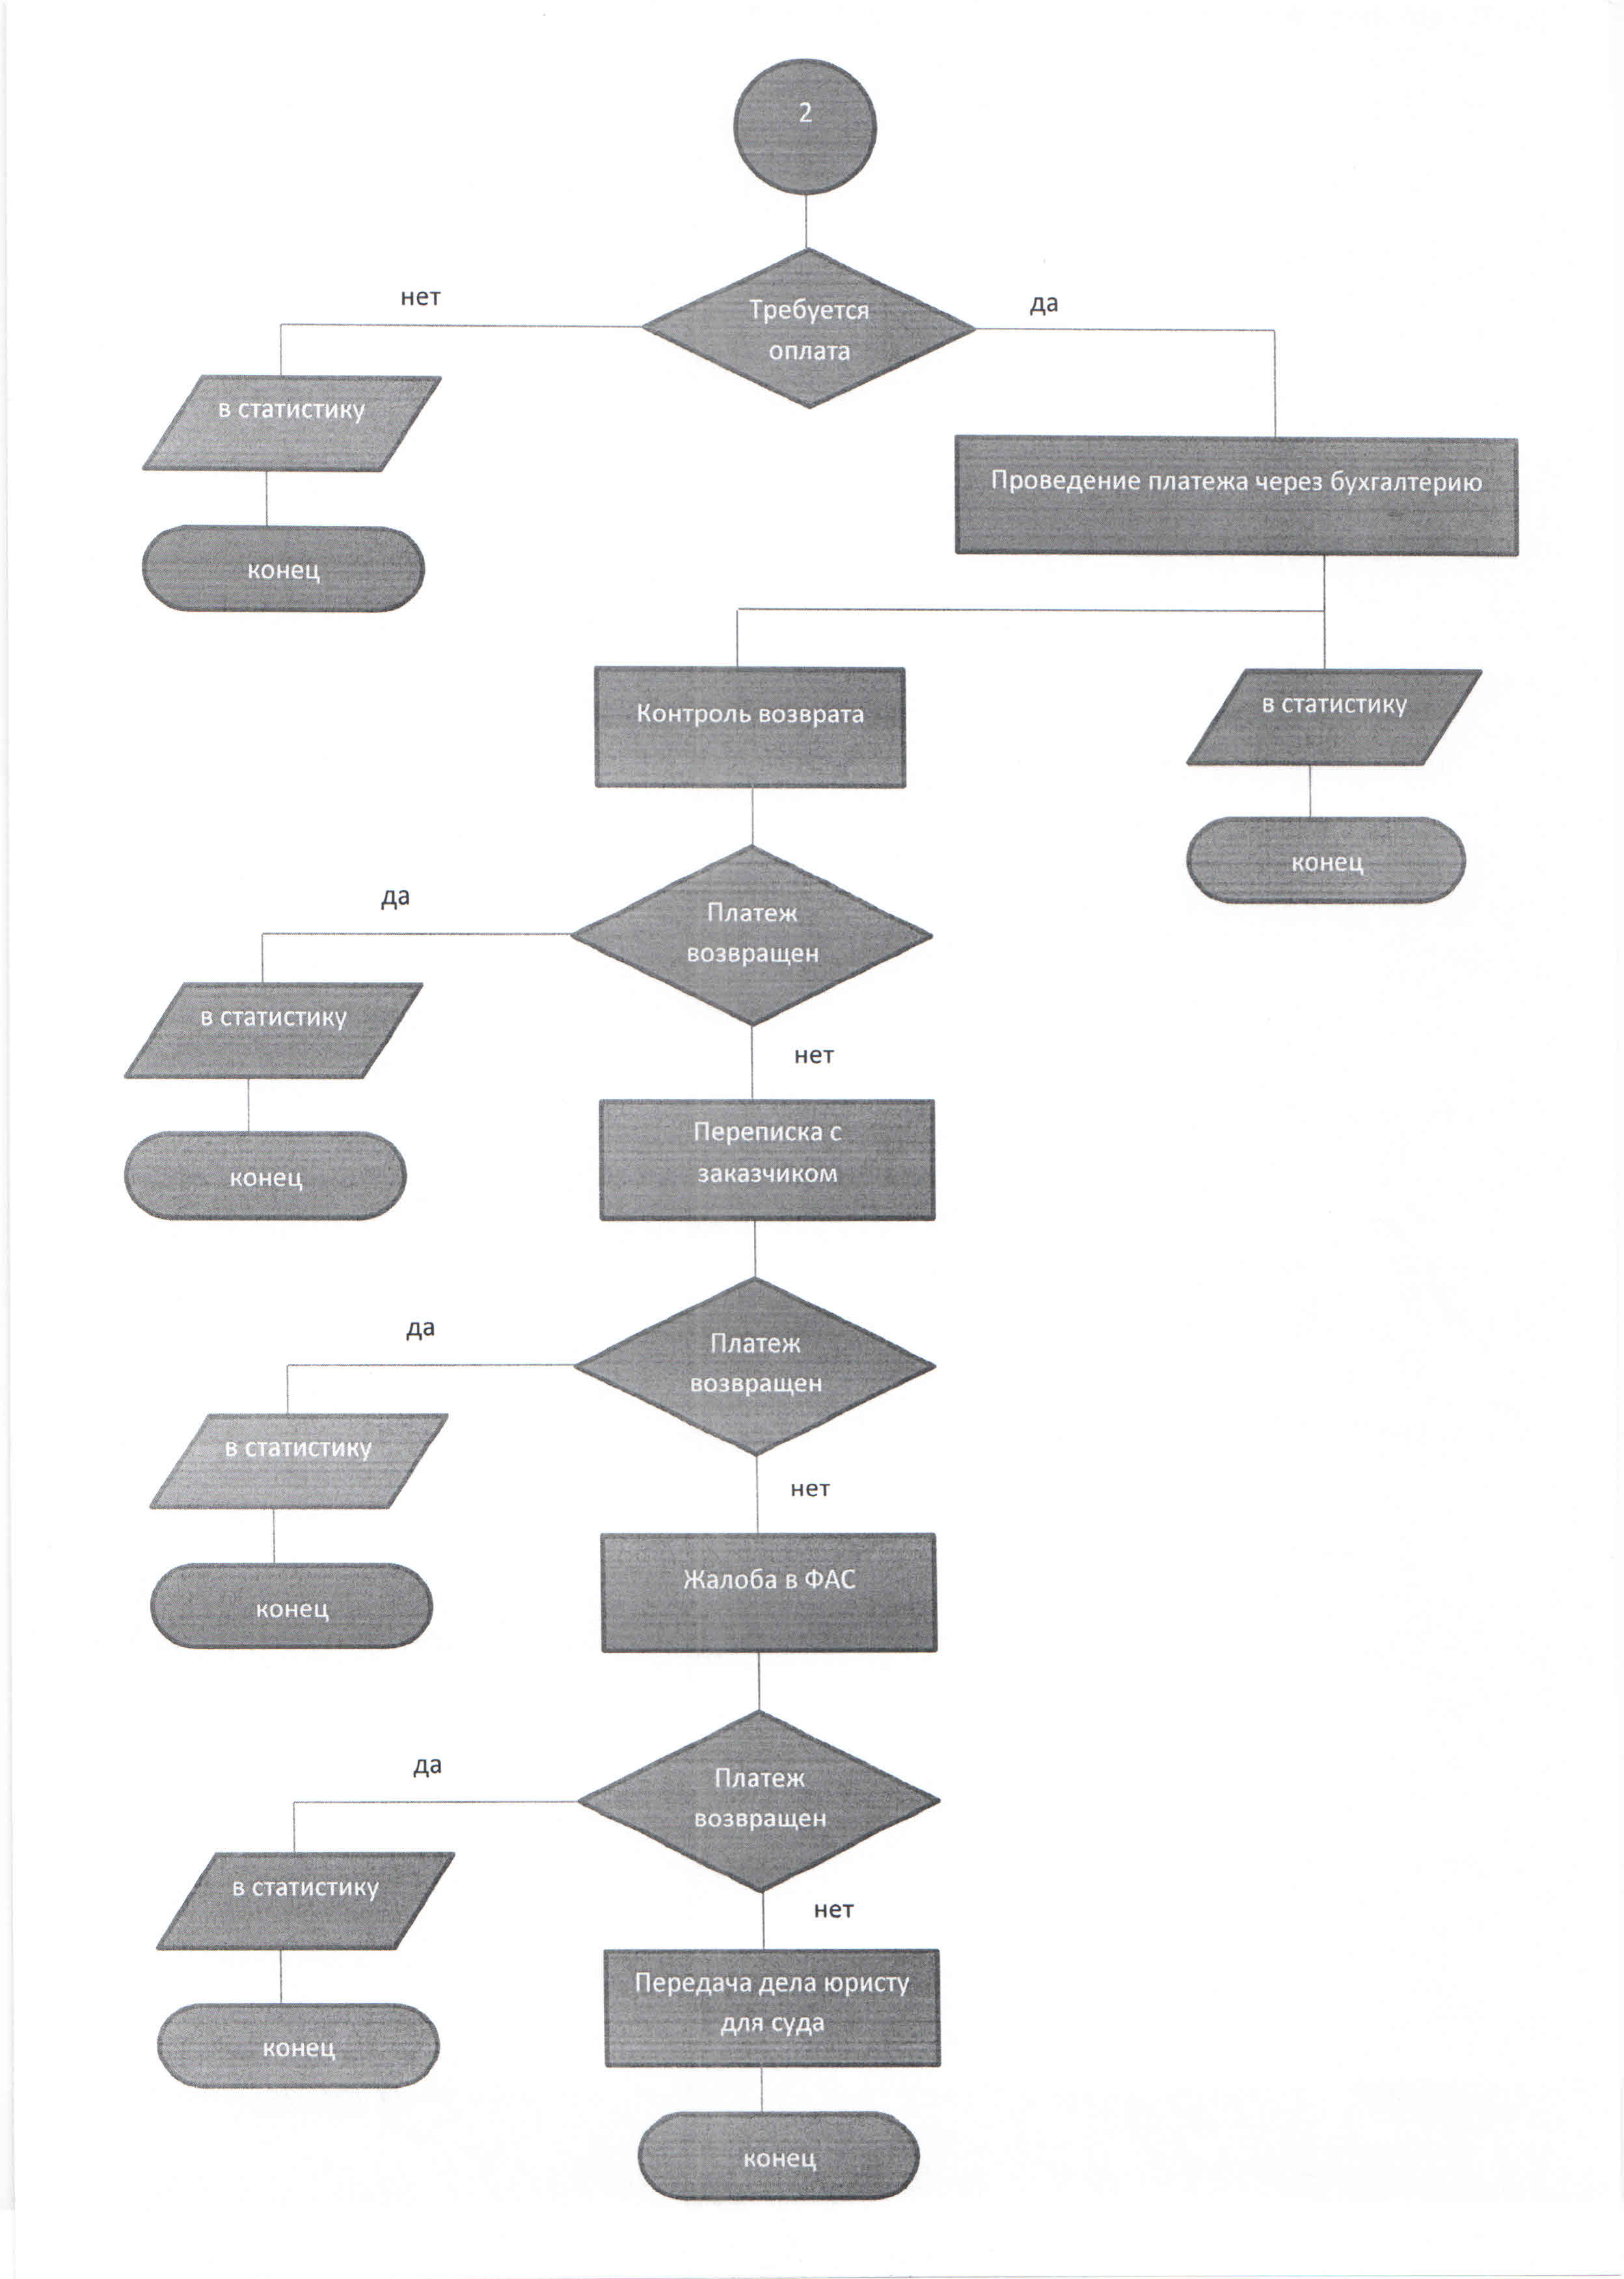 2
нет
да
Требуется
оплата
в статистику
Проведение платежа через бухгалтерию
конец
Контроль возврата
в статистику
конец
да
Платеж
возвращен
в статистику
нет
Переписка с
заказчиком
конец
да
Платеж
возвращен
в статистику
нет
Жалоба в ФАС
конец
да
Платеж
возвращен
в статистику
нет
Передача дела юристу
для суда
конец
конец